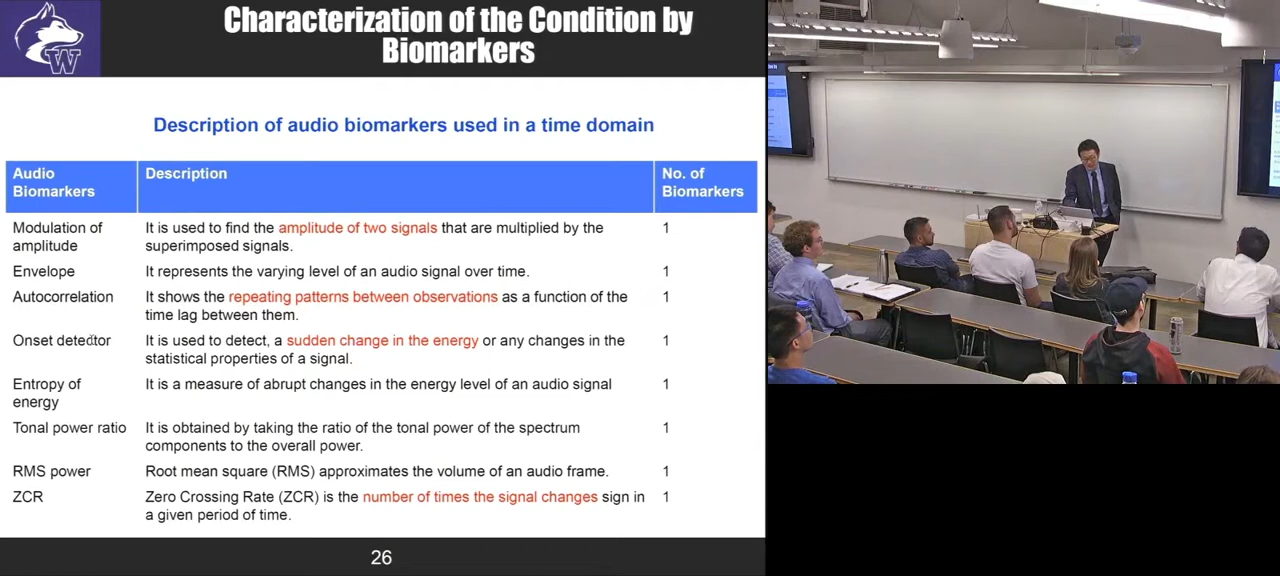 W
Characterization of the Condition by
Biomarkers
Description of audio biomarkers used in a time domain
Audio
Biomarkers
Description
No. of
Biomarkers
Modulation of
amplitude
It is used to find the amplitude of two signals that are multiplied by the
superimposed signals.
1
Envelope
It represents the varying level of an audio signal over time.
1
Autocorrelation
It shows the repeating patterns between observations as a function of the
time lag between them.
1
Onset detector
It is used to detect, a sudden change in the energy or any changes in the
statistical properties of a signal.
1
Entropy of
energy
It is a measure of abrupt changes in the energy level of an audio signal
1
Tonal power ratio
It is obtained by taking the ratio of the tonal power of the spectrum
components to the overall power.
1
RMS power
Root mean square (RMS) approximates the volume of an audio frame.
1
ZCR
Zero Crossing Rate (ZCR) is the number of times the signal changes sign in
a given period of time.
1
26